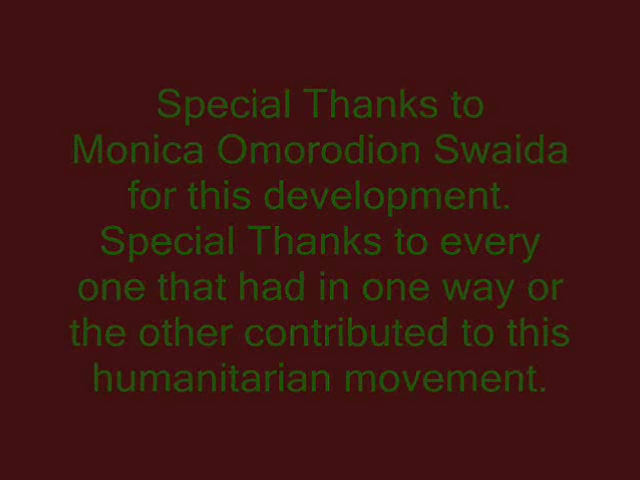 Special Thanks to
Monica Omorodion Swaida
for this development.
Special Thanks to every
one that had in one way or
the other contributed to this
humanitarian movement.